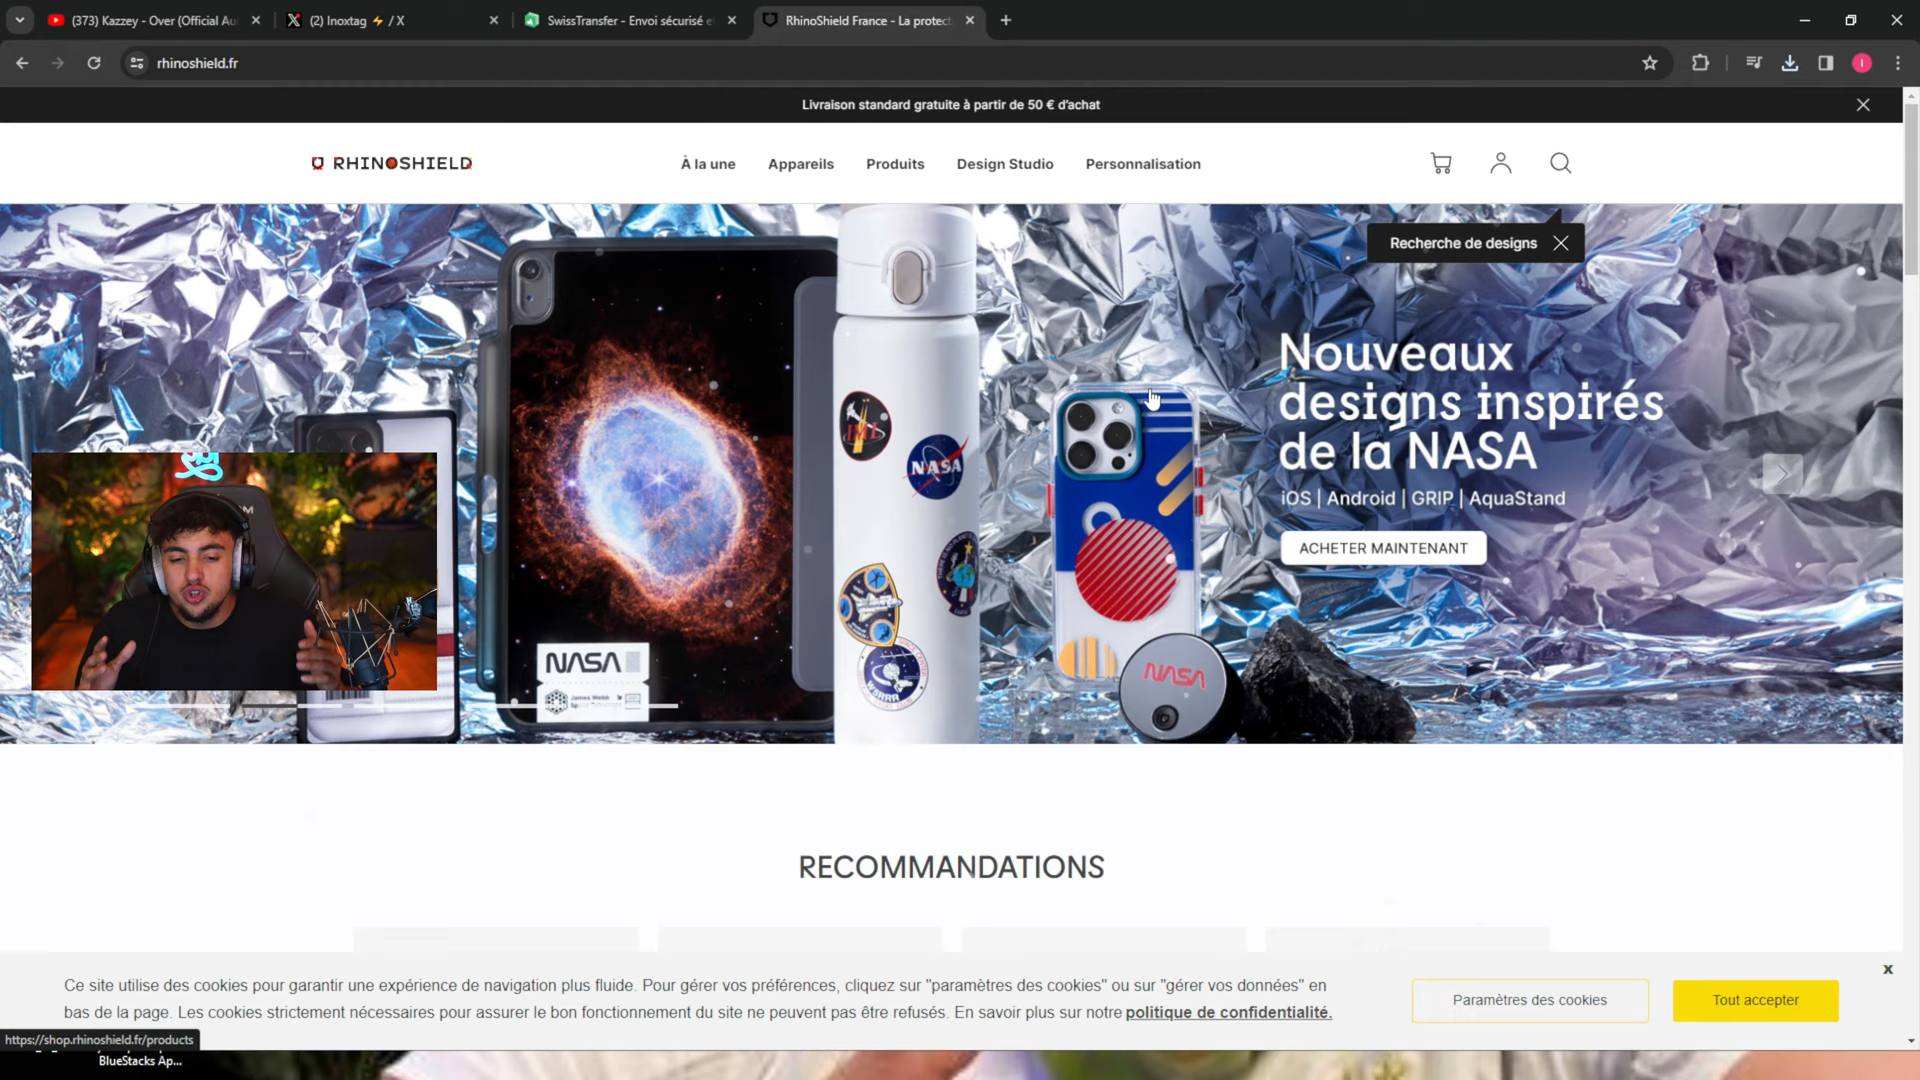 (373) Kazzey - Over (Official Au
(2) Inoxtag ⚡ / X
SwissTransfer - Envoi sécurisé e
RhinoShield France - La protect
rhinoshield.fr
Livraison standard gratuite à partir de 50 € d'achat
RHINOSHIELD
À la une
Appareils
Produits
Design Studio
Personnalisation
Recherche de designs
Nouveaux
designs inspirés
de la NASA
iOS | Android | GRIP | AquaStand
ACHETER MAINTENANT
NASA
NASA
James Webb
NASA
RECOMMANDATIONS
Ce site utilise des cookies pour garantir une expérience de navigation plus fluide. Pour gérer vos préférences, cliquez sur "paramètres des cookies" ou sur "gérer vos données" en
bas de la page. Les cookies strictement nécessaires pour assurer le bon fonctionnement du site ne peuvent pas être refusés. En savoir plus sur notre politique de confidentialité.
x
Paramètres des cookies
Tout accepter
https://shop.rhinoshield.fr/products
BlueStacks Ap...